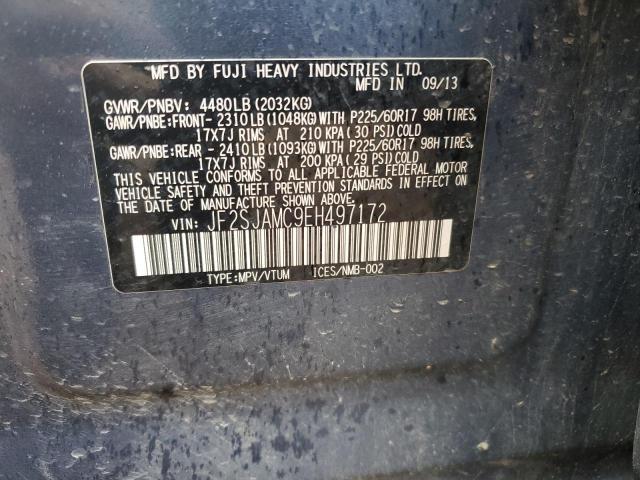 MFD BY FUJI HEAVY INDUSTRIES LTD.
MFD IN 09/13
GVWR/PNBV: 4480LB (2032KG)
GAWR/PNBE:FRONT-2310LB(1048KG)WITH P225/60R17 98H TIRES,
17X7J RIMS AT 210 KPA(30 PSI)COLD
GAWR/PNBE:REAR - 2410LB(1093KG)WITH P225/60R17 98H TIRES,
17X7J RIMS AT 200 KPA(29 PSI)COLD
THIS VEHICLE CONFORMS TO ALL APPLICABLE FEDERAL MOTOR
VEHICLE SAFETY AND THEFT PREVENTION STANDARDS IN EFFECT
ON THE DATE OF MANUFACTURE SHOWN ABOVE.
VIN: JF2SJAMC9EH497172
TYPE:MPV/VTUM ICES/NMB-002